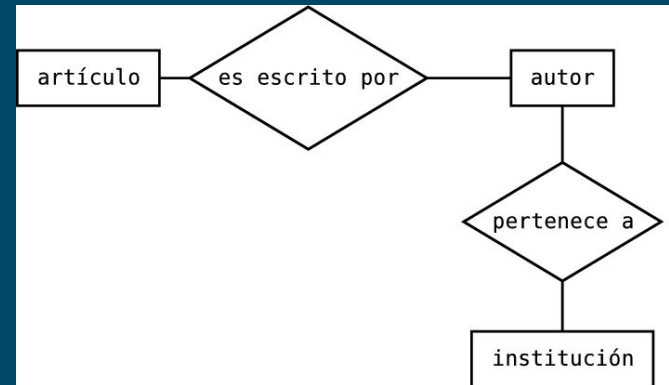 artículo
es escrito por
autor
pertenece a
institución